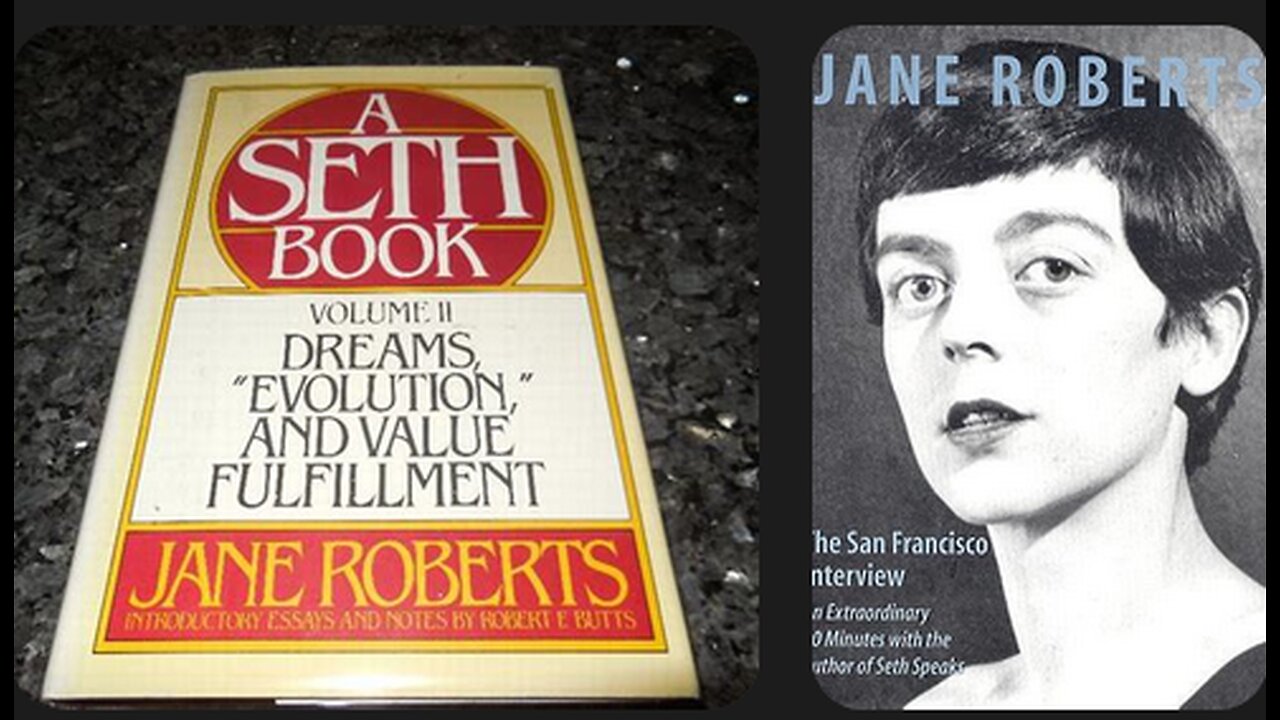 A
SETH
BOOK
VOLUME II
DREAMS,
"EVOLUTION,"
AND VALUE
FULFILLMENT
JANE ROBERTS
INTRODUCTORY ESSAYS AND NOTES BY ROBERT F. BUTTS
JANE ROBERTS
The San Francisco
nterview
n Extraordinary
0 Minutes with the
uthor of Seth Speaks